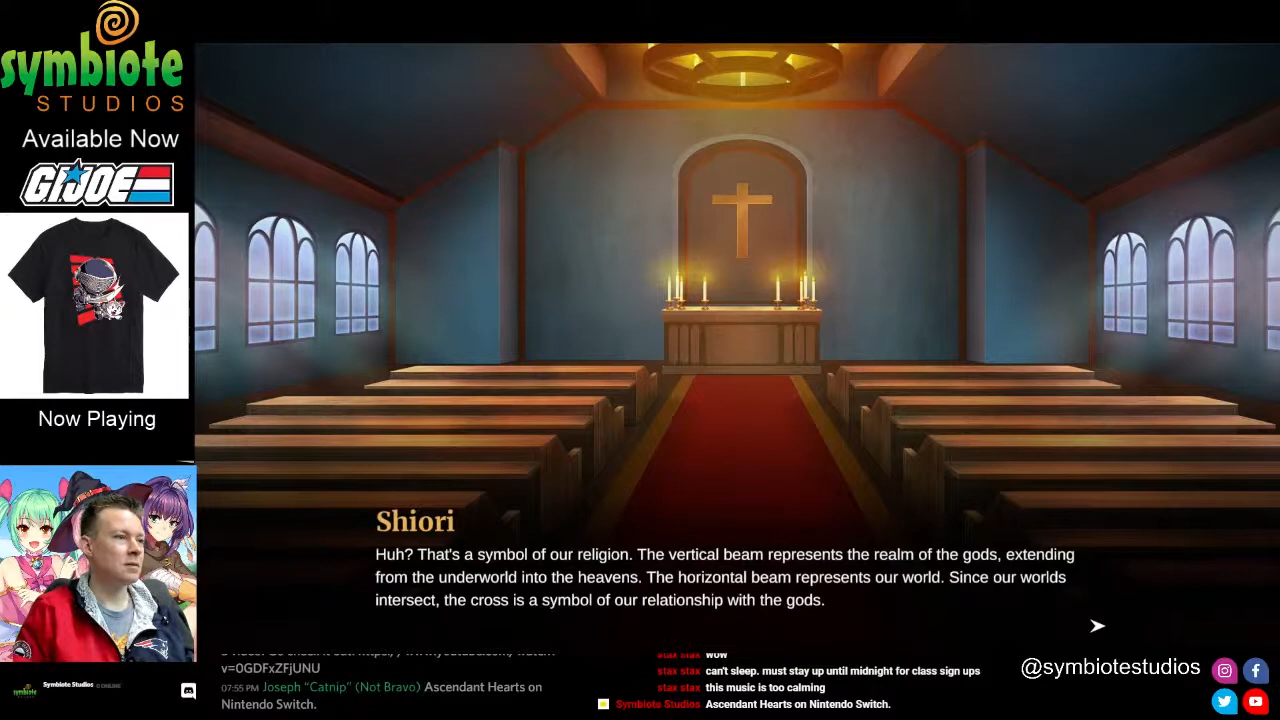 symbiote
STUDIOS
Available Now
G.I. JOE
Now Playing
Shiori
Huh? That's a symbol of our religion. The vertical beam represents the realm of the gods, extending
from the underworld into the heavens. The horizontal beam represents our world. Since our worlds
intersect, the cross is a symbol of our relationship with the gods.
v=0GDFxZFjUNU
07:55 PM Joseph “Catnip” (Not Bravo) Ascendant Hearts on
Nintendo Switch.
stax stax wow
stax stax can't sleep. must stay up until midnight for class sign ups
stax stax this music is too calming
Symbiote Studios Ascendant Hearts on Nintendo Switch.
@symbiotestudios
Symbiote Studios